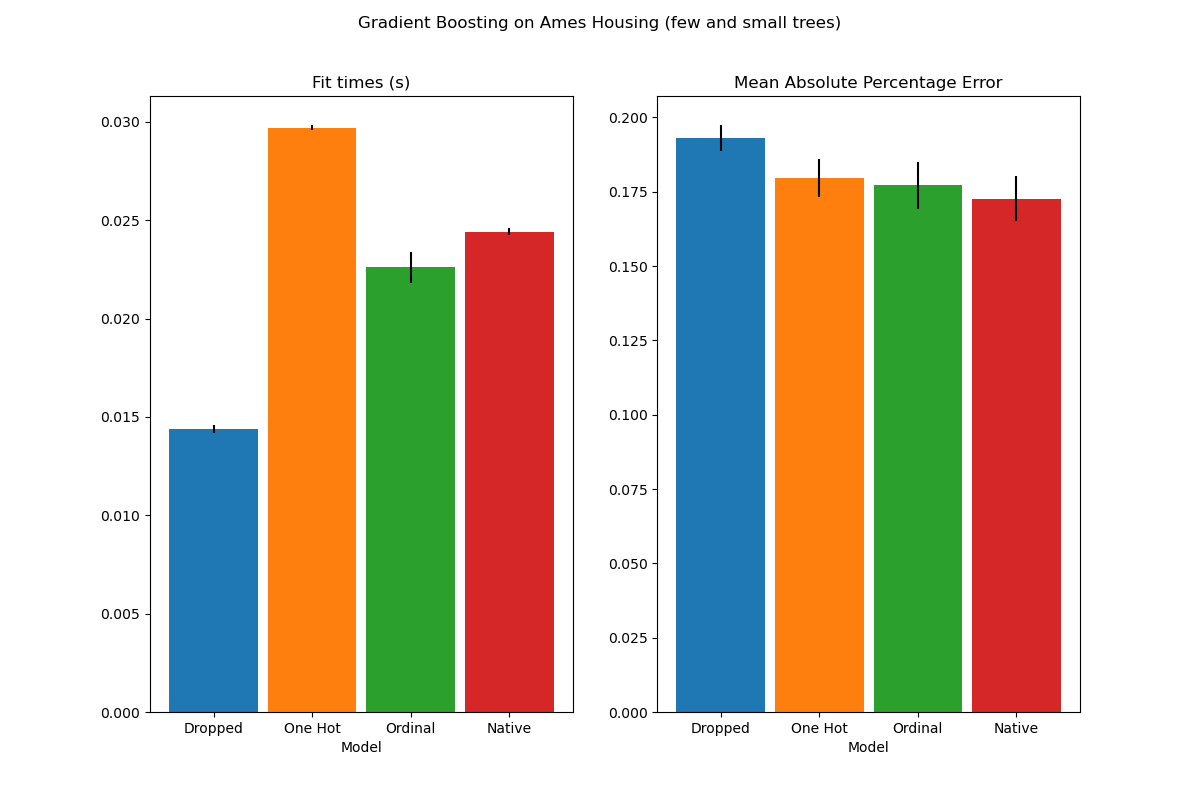 Gradient Boosting on Ames Housing (few and small trees)
Fit times (s)
0.030
0.025
0.020
0.015
0.010
0.005
0.000
Dropped One Hot Ordinal Native
Model
Mean Absolute Percentage Error
0.200
0.175
0.150
0.125
0.100
0.075
0.050
0.025
0.000
Dropped One Hot Ordinal Native
Model